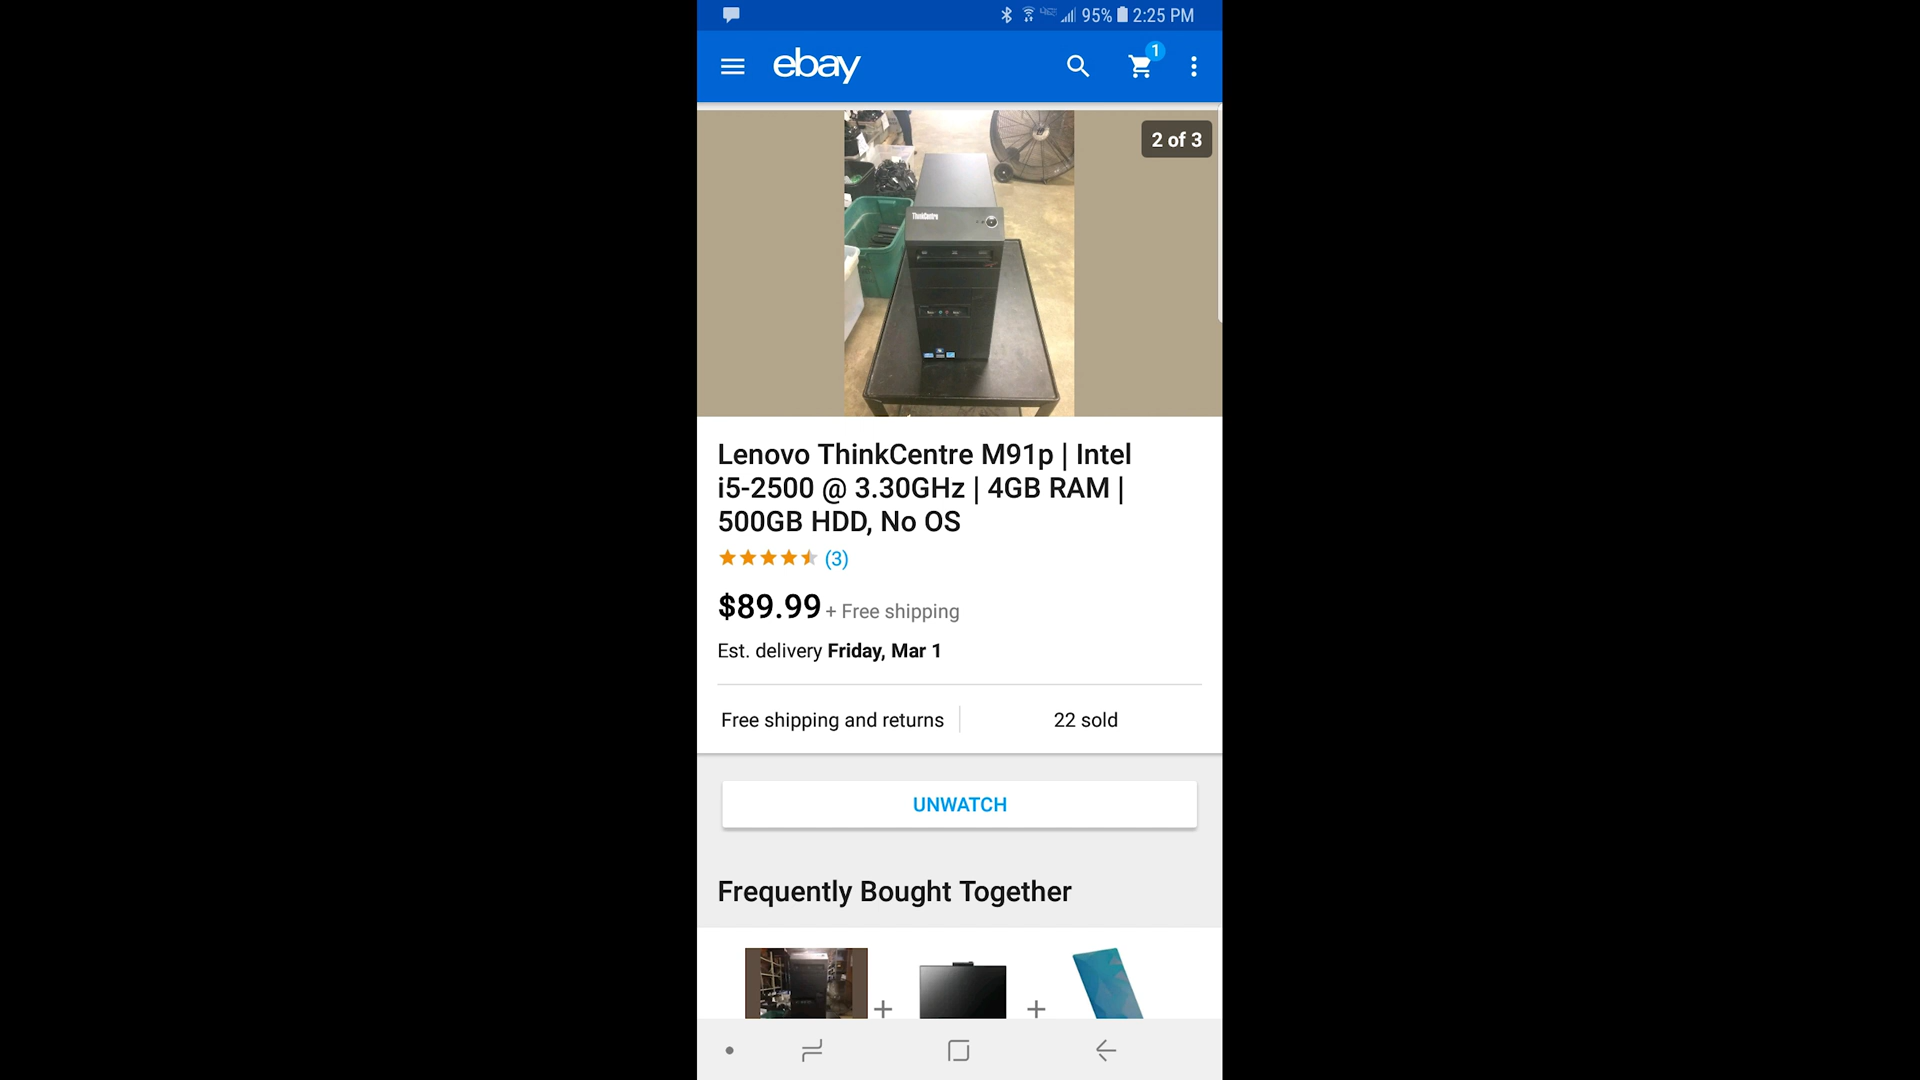 95% 2:25 PM
ebay
1
2 of 3
ThinkCentre
Lenovo ThinkCentre M91p | Intel
i5-2500 @ 3.30GHz | 4GB RAM |
500GB HDD, No OS
(3)
$89.99 + Free shipping
Est. delivery Friday, Mar 1
Free shipping and returns
22 sold
UNWATCH
Frequently Bought Together